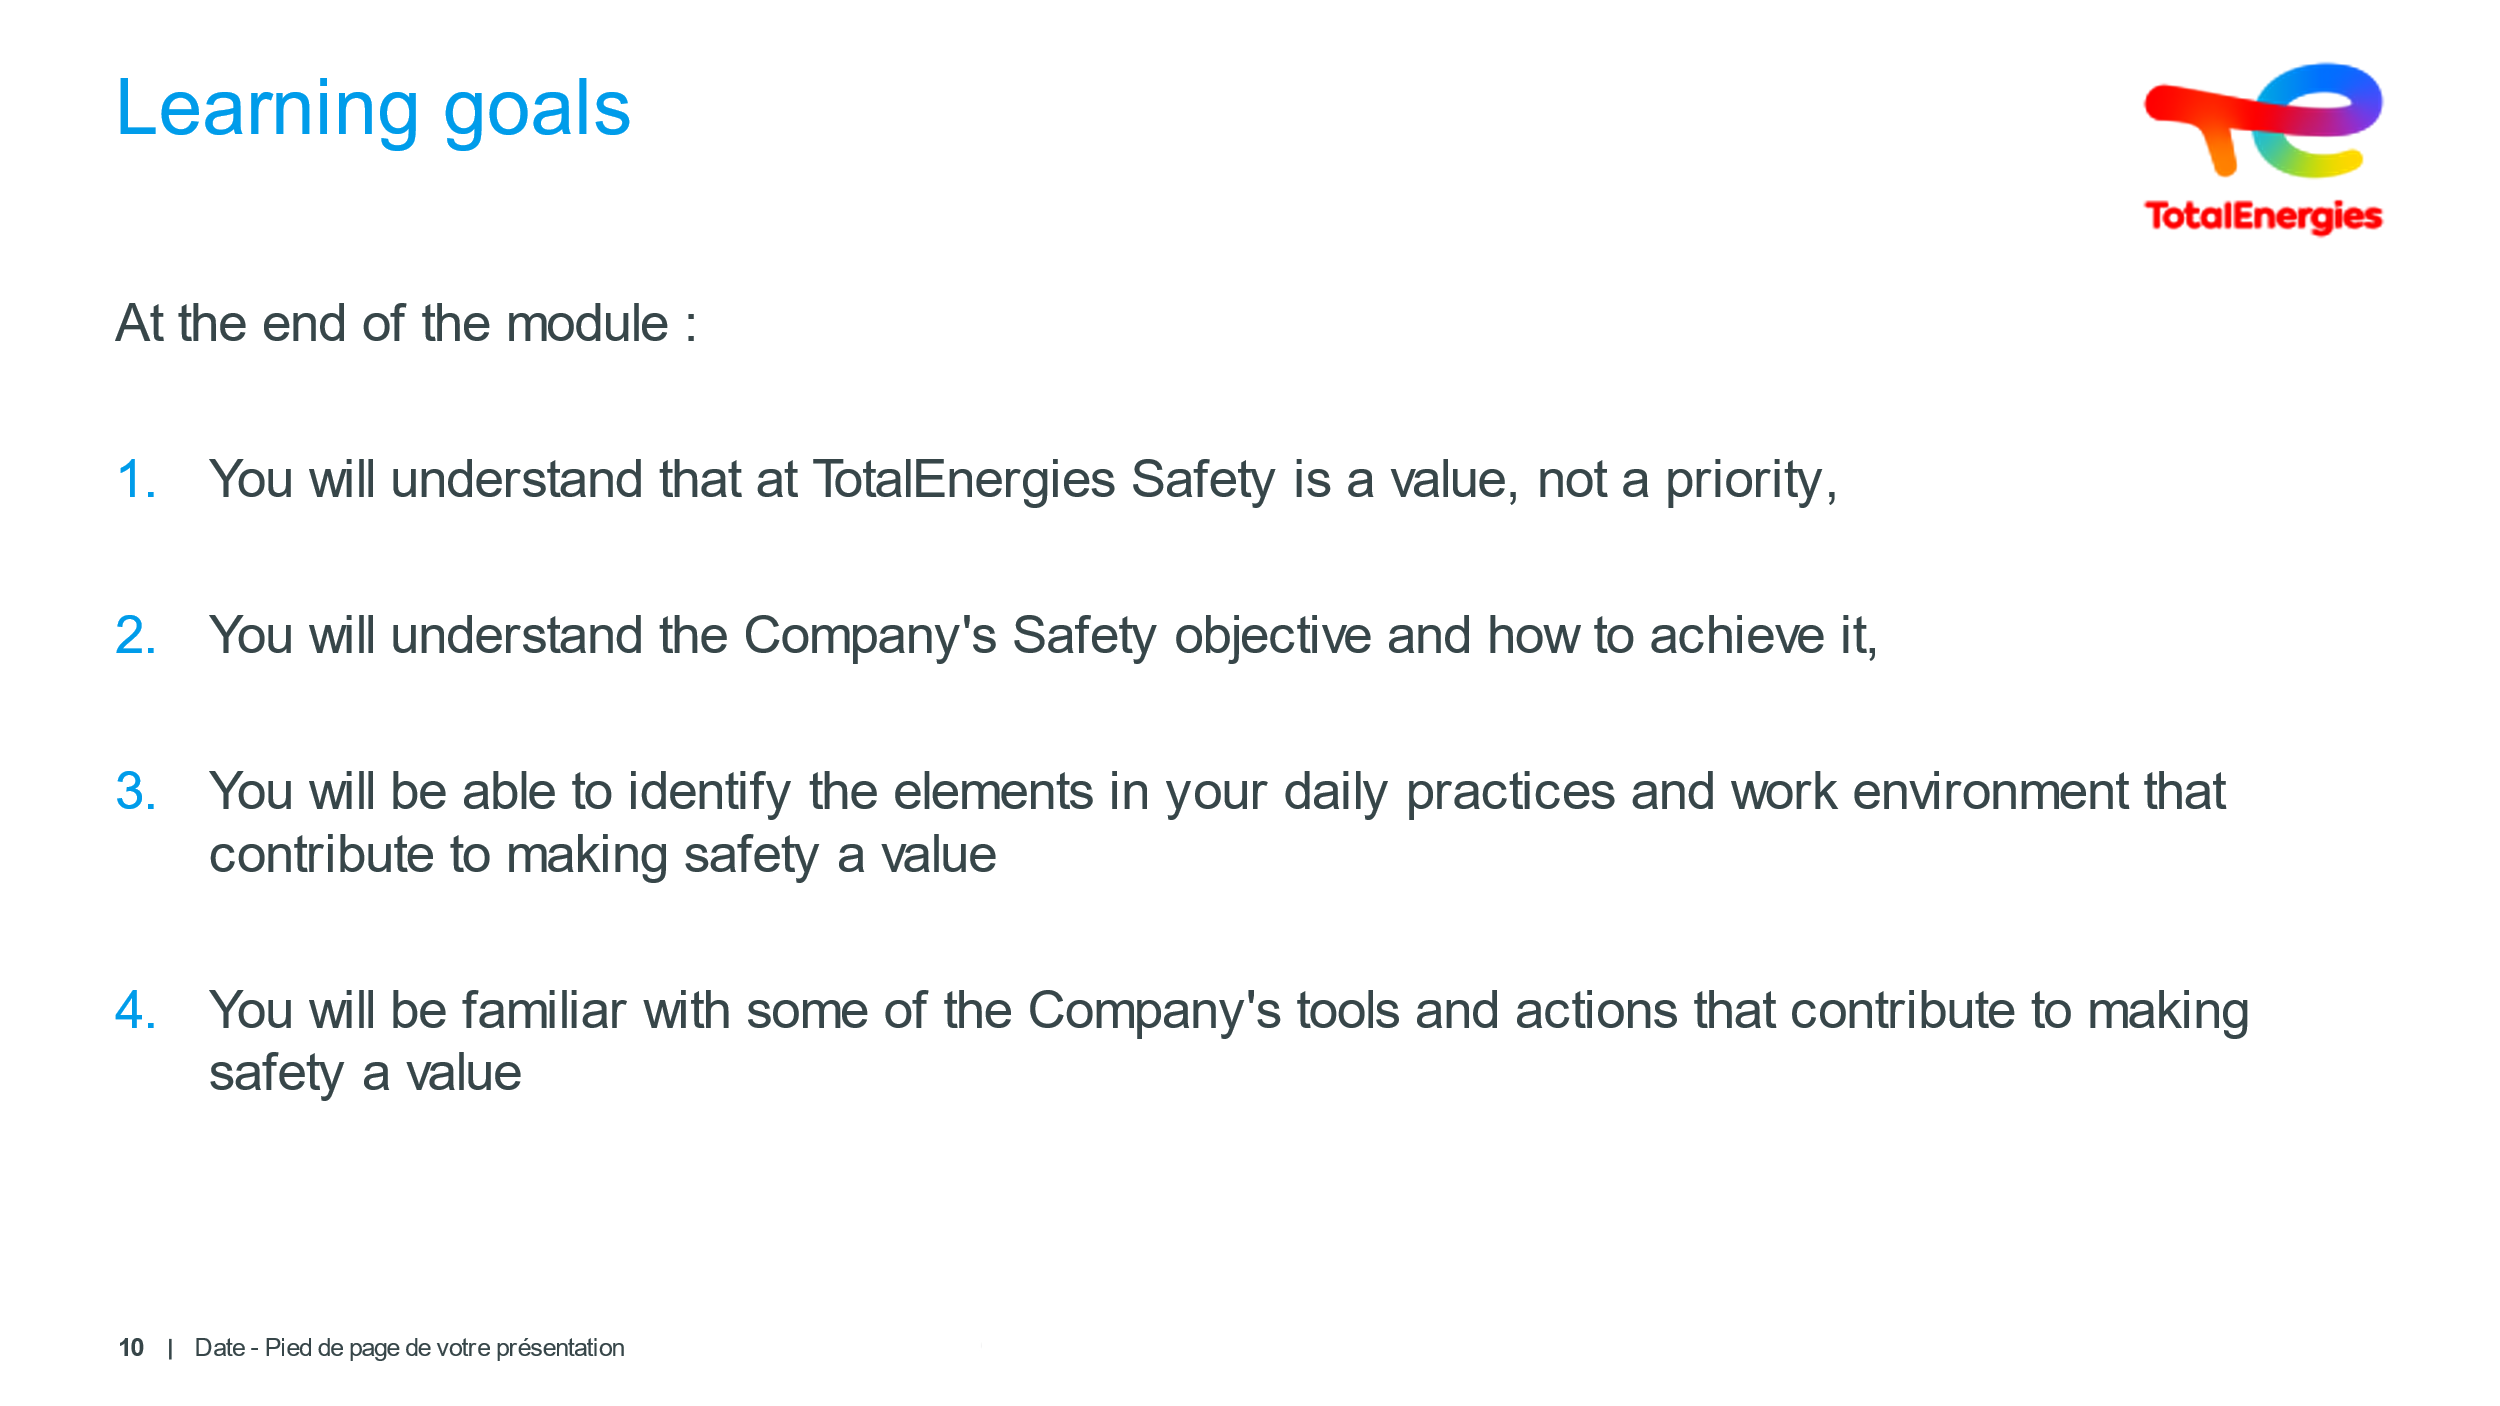 Learning goals
TotalEnergies
At the end of the module :
1. You will understand that at TotalEnergies Safety is a value, not a priority,
2. You will understand the Company's Safety objective and how to achieve it,
3. You will be able to identify the elements in your daily practices and work environment that
contribute to making safety a value
4. You will be familiar with some of the Company's tools and actions that contribute to making
safety a value
10 | Date - Pied de page de votre présentation